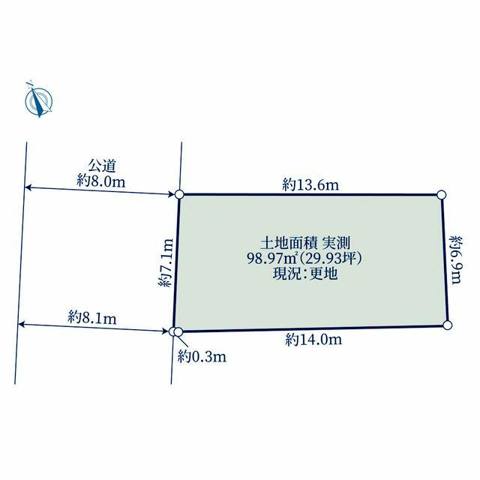 公道
約8.0m
約13.6m
約7.1m
土地面積 実測
98.97㎡(29.93坪)
現況:更地
約6.9m
約8.1m
約0.3m
約14.0m